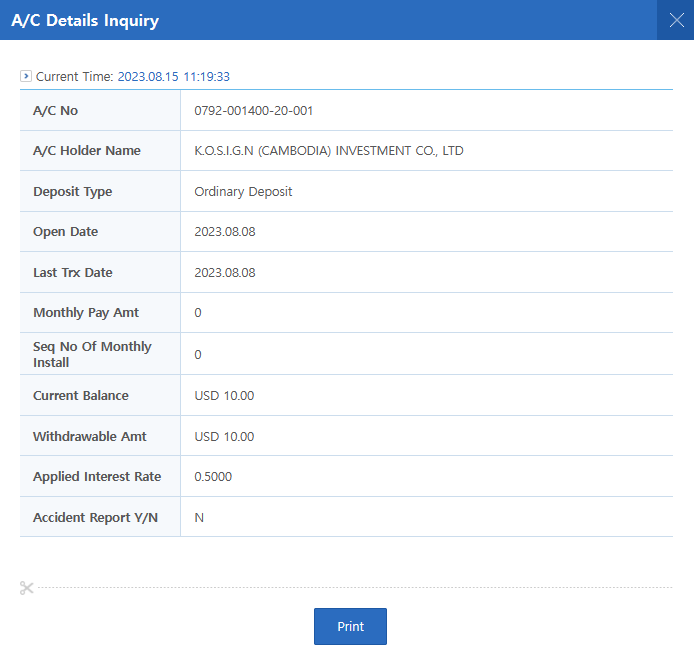 A/C Details Inquiry
Current Time: 2023.08.15 11:19:33
A/C No 0792-001400-20-001
A/C Holder Name K.O.S.I.G.N (CAMBODIA) INVESTMENT CO., LTD
Deposit Type Ordinary Deposit
Open Date 2023.08.08
Last Trx Date 2023.08.08
Monthly Pay Amt 0
Seq No Of Monthly
Install 0
Current Balance USD 10.00
Withdrawable Amt USD 10.00
Applied Interest Rate 0.5000
Accident Report Y/N N
Print